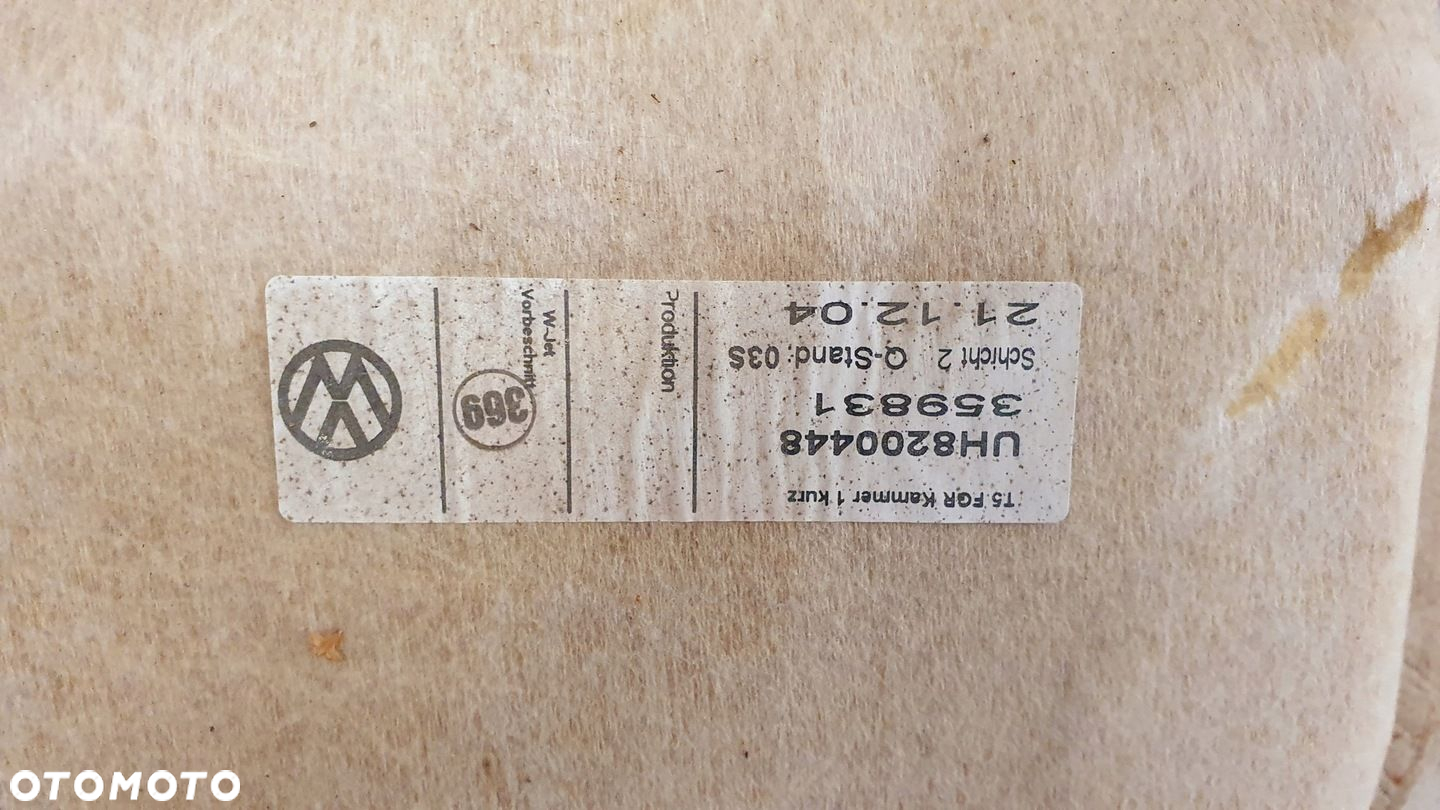 T5 FGR Kammer 1 kurz
UH8200448
359831
Schicht 2 Q-Stand: 03S
21.12.04
Produktion
W-Jet
Vorbeschnitt
369
VW
OTOMOTO